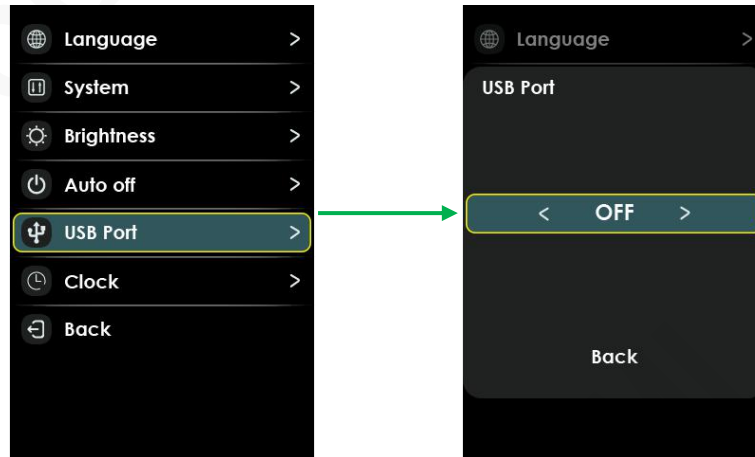 Language >
System >
Brightness >
Auto off >
USB Port >
Clock >
Back
Language >
USB Port
< OFF >
Back